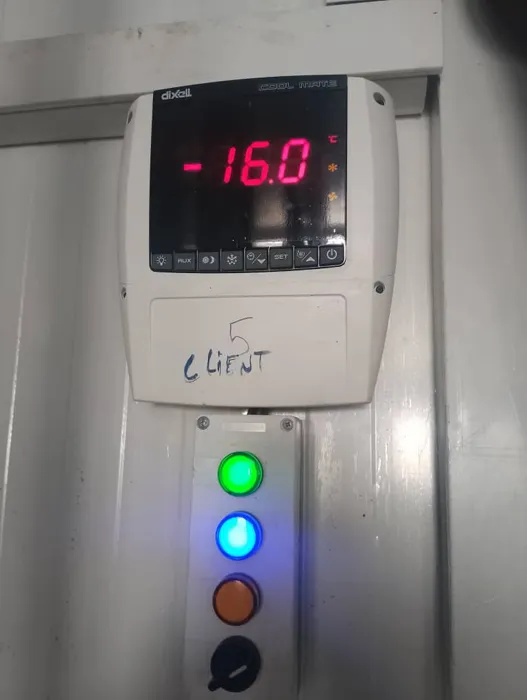 dixell COOL MATE
-16.0
°C
AUX SET
5
CLIENT